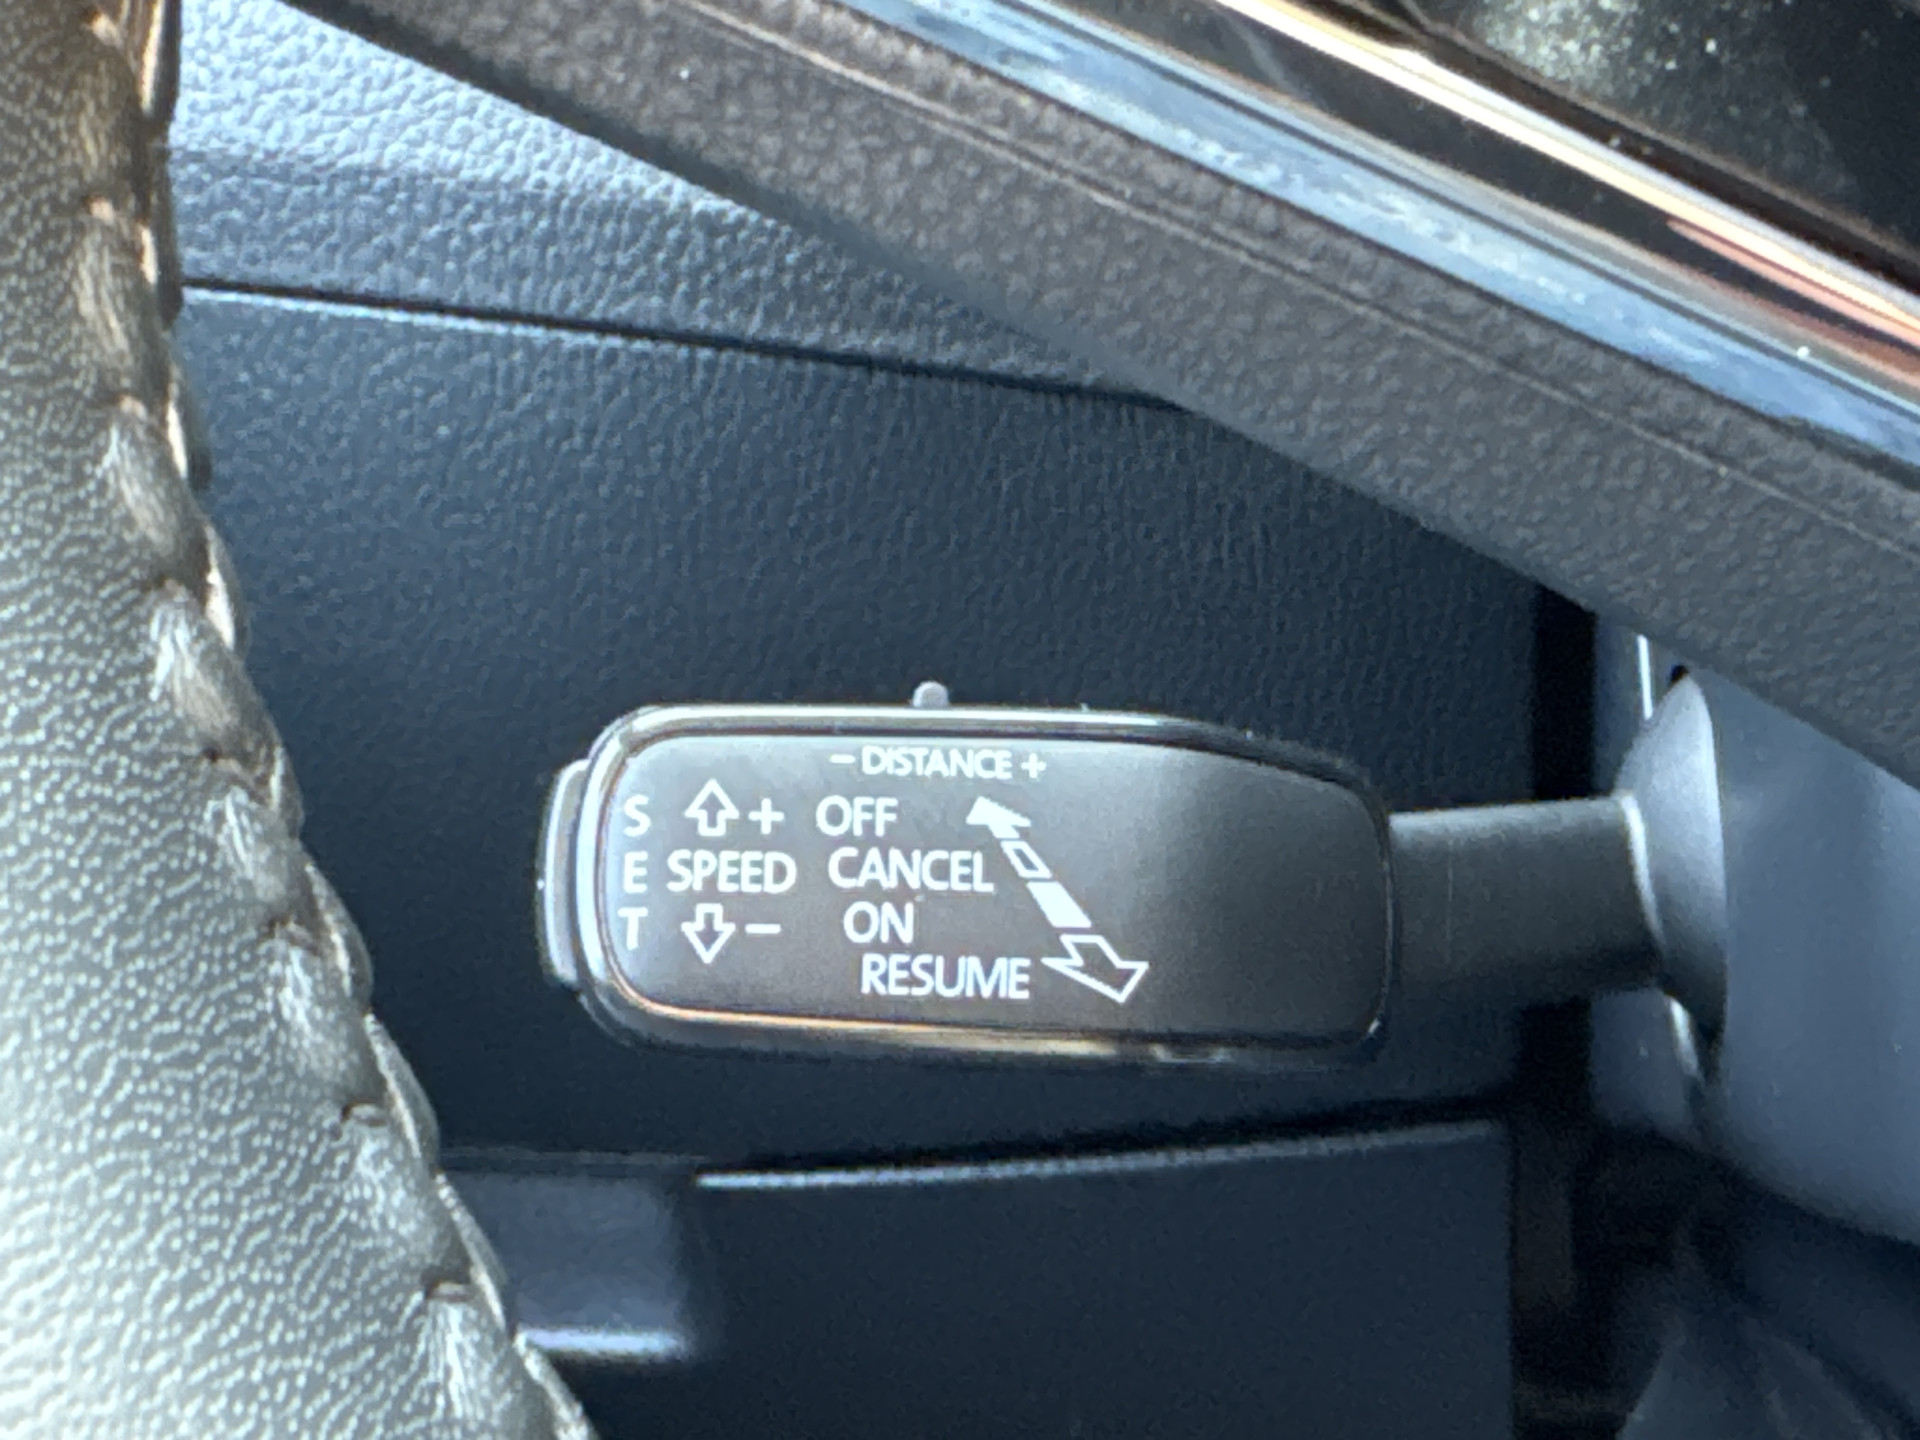 – DISTANCE +
S + OFF
E SPEED CANCEL
T – ON
RESUME